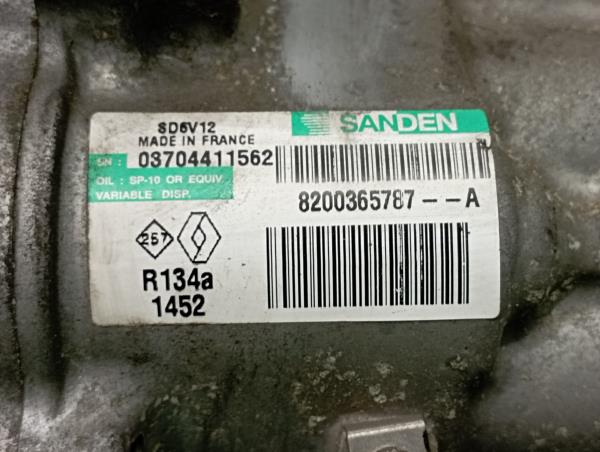 SD6V12
MADE IN FRANCE
SANDEN
SN : 03704411562
OIL : SP-10 OR EQUIV.
VARIABLE DISP.
8200365787--A
257
R134a
1452